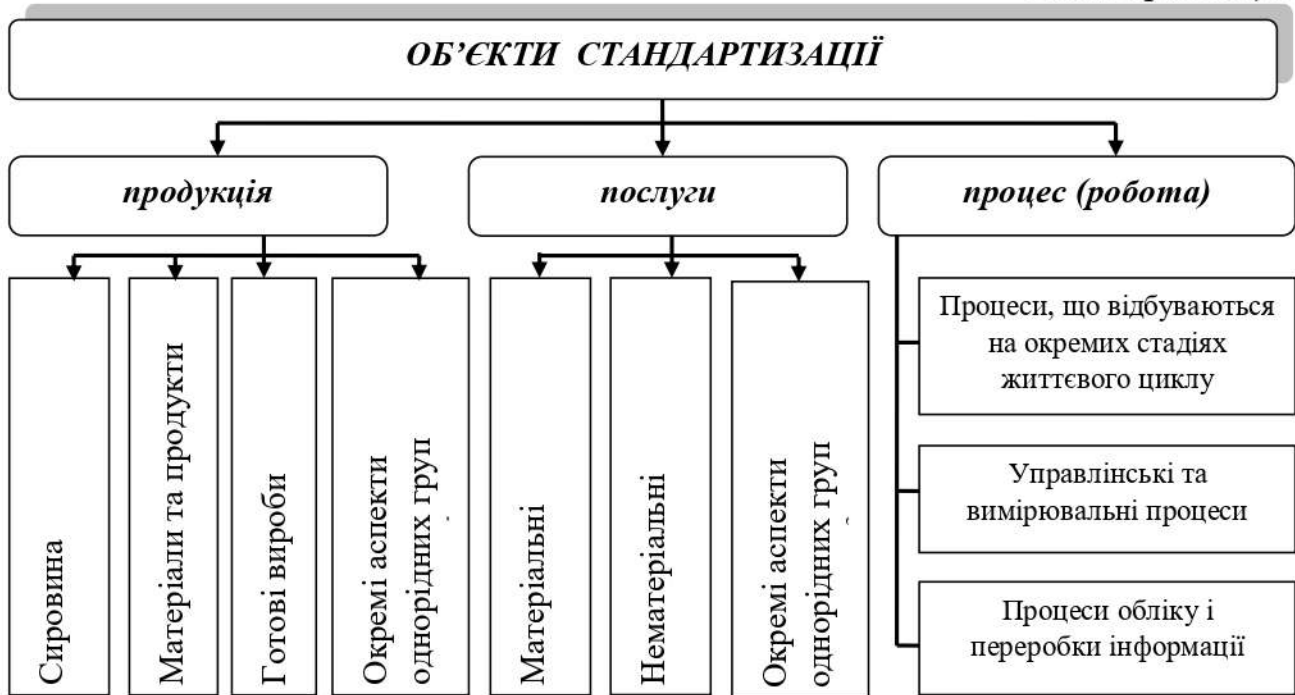 ОБ’ЄКТИ СТАНДАРТИЗАЦІЇ
продукція
послуги
процес (робота)
Сировина
Матеріали та продукти
Готові вироби
Окремі аспекти
однорідних груп
Матеріальні
Нематеріальні
Окремі аспекти
однорідних груп
Процеси, що відбуваються
на окремих стадіях
життєвого циклу
Управлінські та
вимірювальні процеси
Процеси обліку і
переробки інформації